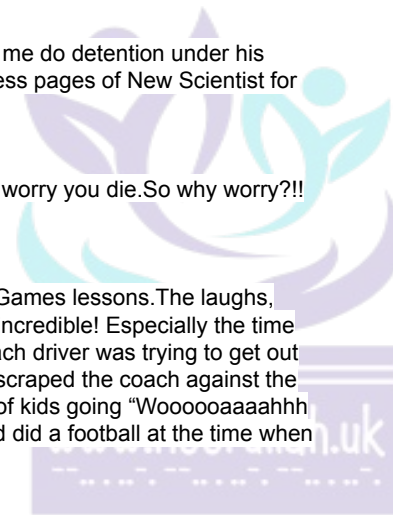 me do detention under his
ess pages of New Scientist for
worry you die.So why worry?!!
Games lessons.The laughs,
incredible! Especially the time
ach driver was trying to get out
scraped the coach against the
of kids going “Woooooaaaahhh
d did a football at the time when
h.uk